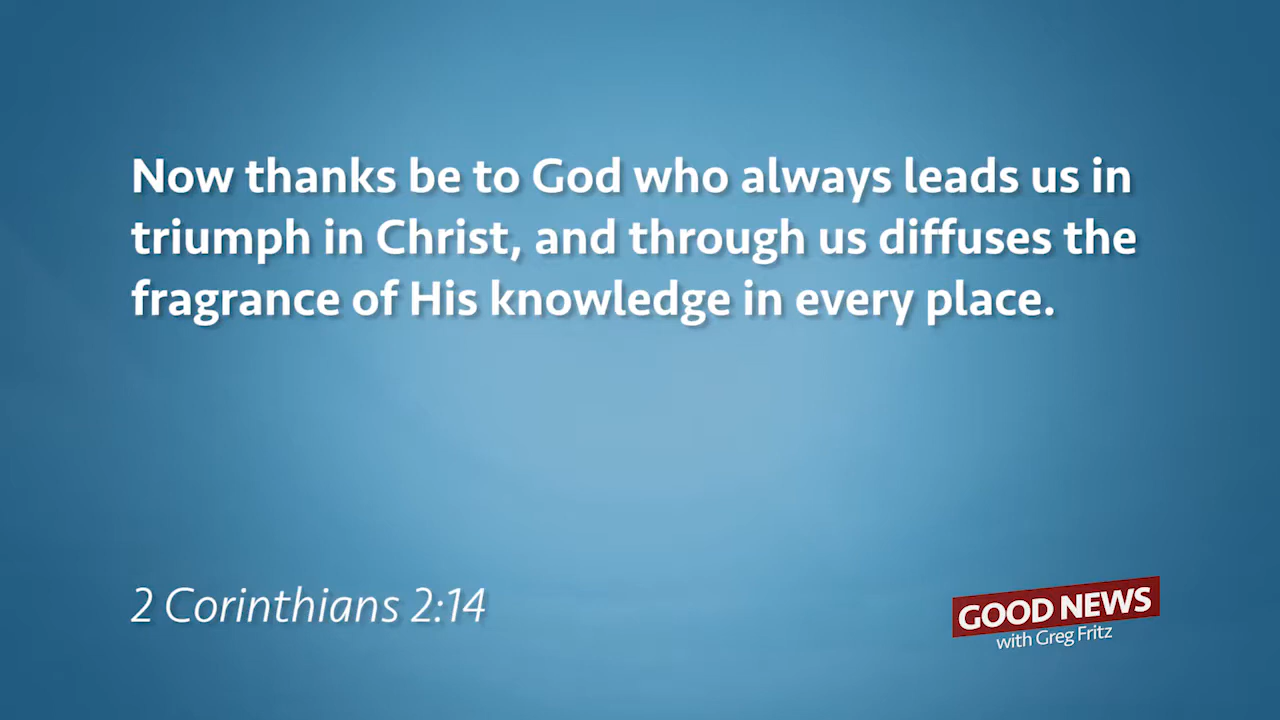 Now thanks be to God who always leads us in
triumph in Christ, and through us diffuses the
fragrance of His knowledge in every place.
2 Corinthians 2:14
GOOD NEWS
with Greg Fritz